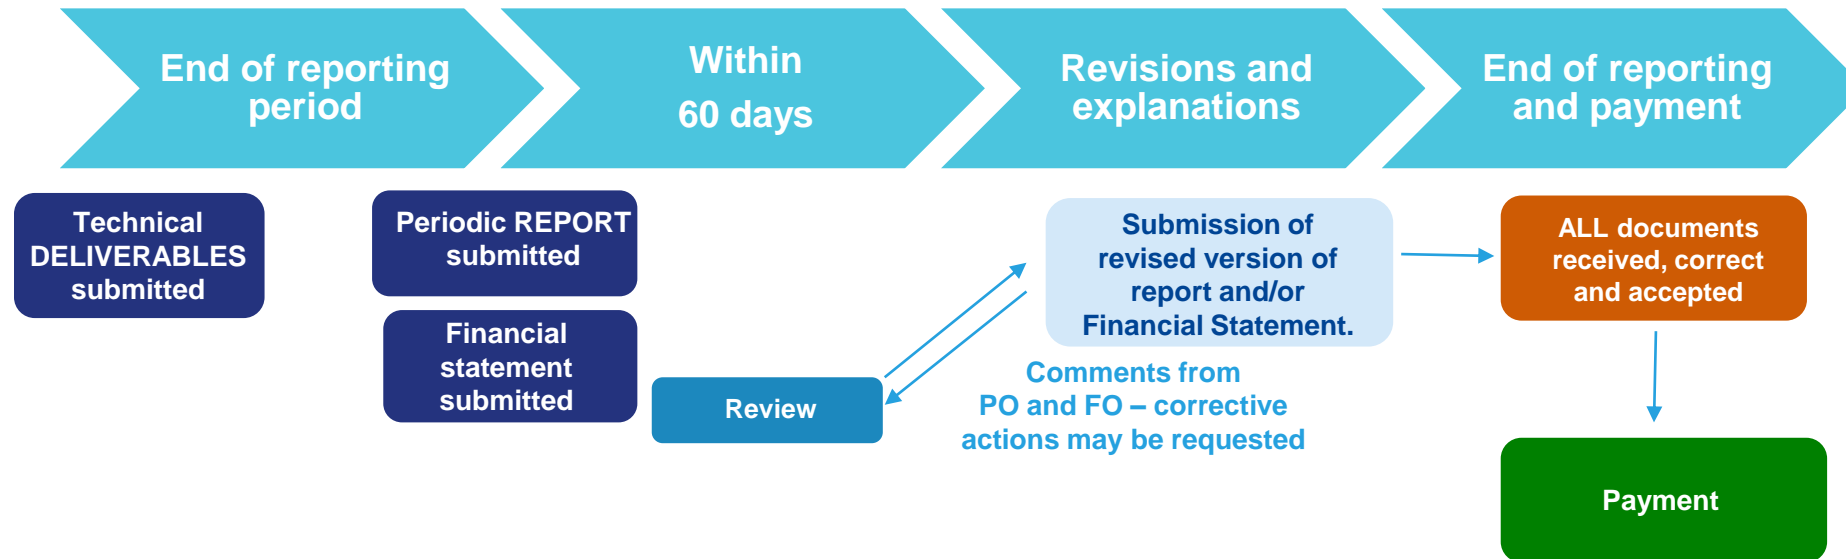 End of reporting
period
Within
60 days
Revisions and
explanations
End of reporting
and payment
Technical
DELIVERABLES
submitted
Periodic REPORT
submitted
Financial
statement
submitted
Review
Submission of
revised version of
report and/or
Financial Statement.
Comments from
PO and FO – corrective
actions may be requested
ALL documents
received, correct
and accepted
Payment